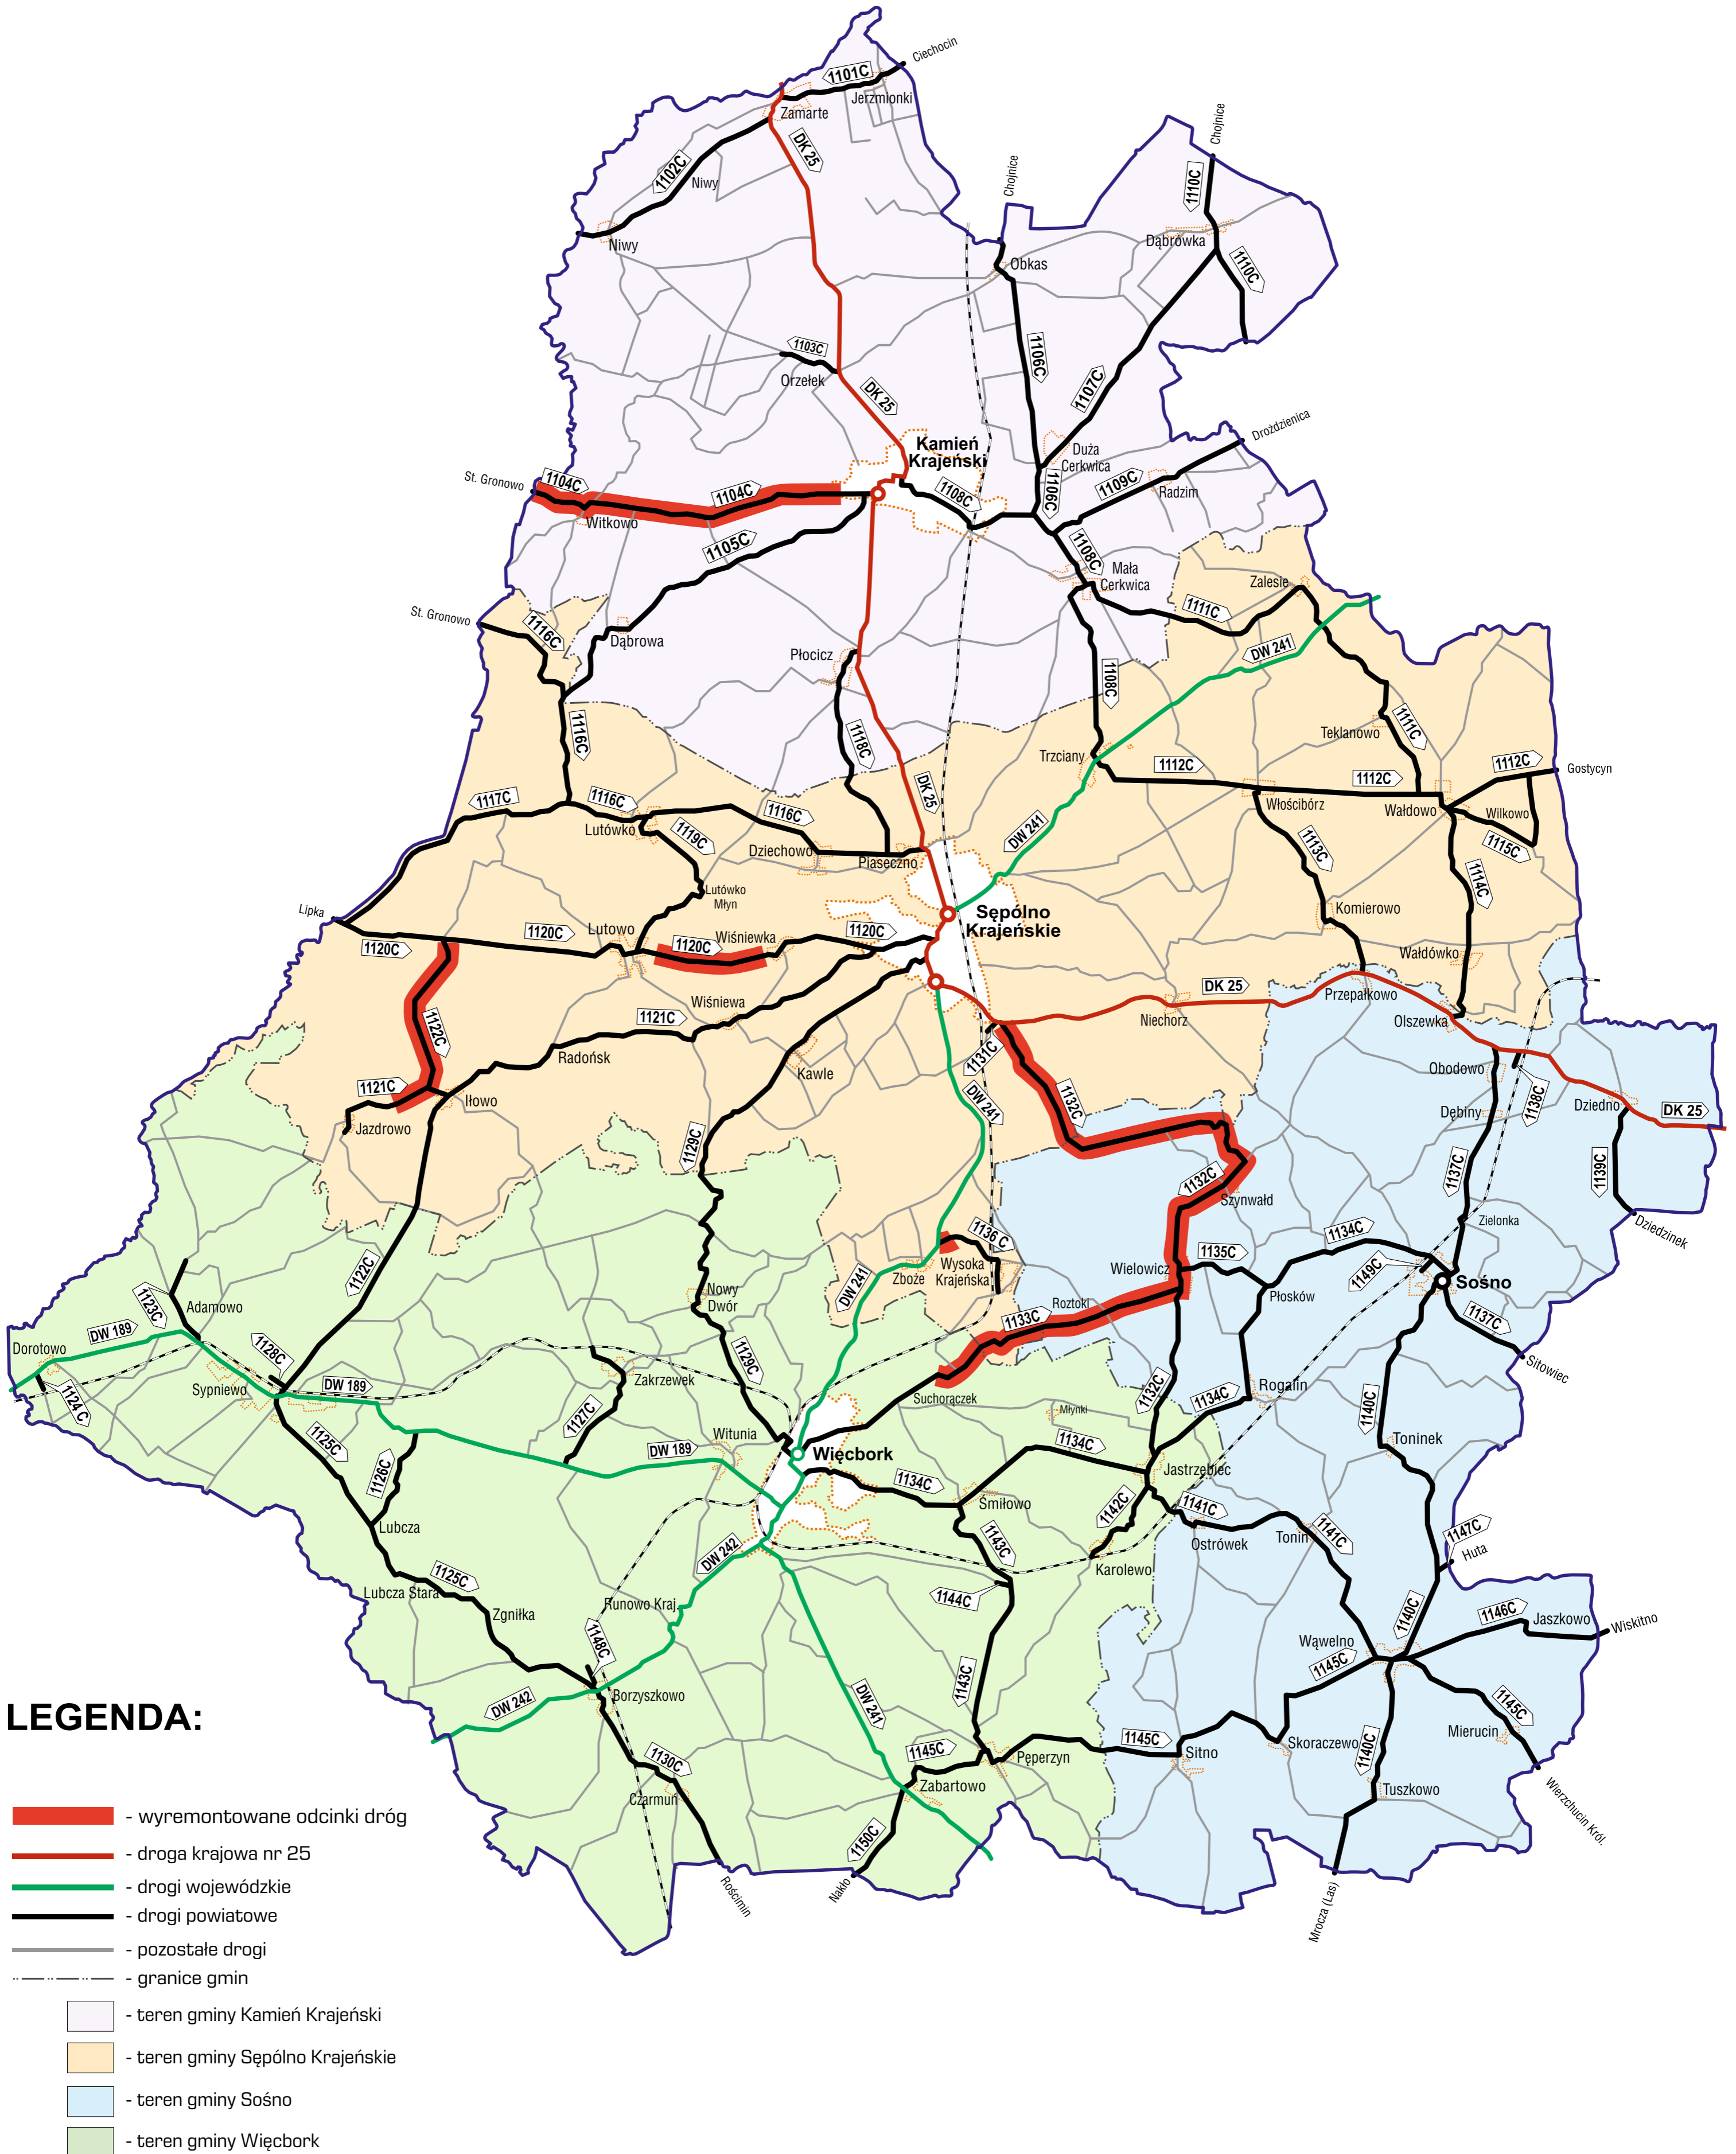 Ciechocin
1101C
Jerzmionki
Zamarte
DK 25
Chojnice
1102C
Niwy
Chojnice
1110C
Niwy
Dąbrówka
Obkas
1110C
1103C
1106C
Orzełek
DK 25
1107C
Drożdzienica
Kamień
Krajeński
Duża
Cerkwica
St. Gronowo
1104C
1104C
1108C
1106C
1109C
Radzim
Witkowo
1105C
1108C
Mała
Cerkwica
Zalesie
St. Gronowo
1116C
1111C
Dąbrowa
Płocicz
DW 241
1108C
1116C
1118C
Teklanowo
1111C
Trzciany
1112C
1112C
1112C
Gostycyn
DK 25
1117C
1116C
1116C
Włościbórz
Wałdowo
Wilkowo
Lutówko
1119C
DW 241
Dziechowo
Piaseczno
1113C
1115C
1114C
Lutówko
Młyn
Lipka
Sępólno
Krajeńskie
Komierowo
1120C
1120C
Lutowo
1120C
Wiśniewka
1120C
Wałdówko
DK 25
Przepałkowo
Wiśniewa
1121C
Niechorz
Olszewka
1122C
Radońsk
Kawle
1131C
Obodowo
1138C
1121C
Iłowo
DW 241
1132C
Dębiny
Dziedno
DK 25
Jazdrowo
1129C
1137C
1139C
1132C
Szynwałd
Zielonka
Dziedzinek
1136 C
1134C
1122C
Zboże
Wysoka
Krajeńska
Wielowicz
1135C
1149C
Sośno
1123C
Adamowo
Nowy
Dwór
DW 241
Roztoki
Płosków
1133C
1137C
DW 189
Dorotowo
1128C
1129C
Sitowiec
Sypniewo
DW 189
Zakrzewek
1124 C
Suchorączek
1132C
1134C
Rogalin
1140C
1125C
1127C
Młynki
Witunia
DW 189
1134C
Toninek
1126C
Więcbork
1134C
Jastrzębiec
Śmiłowo
1142C
1141C
Lubcza
1143C
Ostrówek
Tonin
1141C
1147C
DW 242
Huta
Karolewo
1125C
Lubcza Stara
1144C
Zgniłka
Runowo Kraj.
1140C
1146C
Jaszkowo
Wiskitno
1148C
Wąwelno
1145C
1143C
DW 242
Borzyszkowo
DW 241
1145C
Mierucin
1145C
1145C
1140C
Skoraczewo
1130C
Pęperzyn
Sitno
Zabartowo
Tuszkowo
Czarmuń
Wierzchucin Król.
1150C
Rościmin
Nakło
Mrocza (Las)
LEGENDA:
- wyremontowane odcinki dróg
- droga krajowa nr 25
- drogi wojewódzkie
- drogi powiatowe
- pozostałe drogi
- granice gmin
- teren gminy Kamień Krajeński
- teren gminy Sępólno Krajeńskie
- teren gminy Sośno
- teren gminy Więcbork